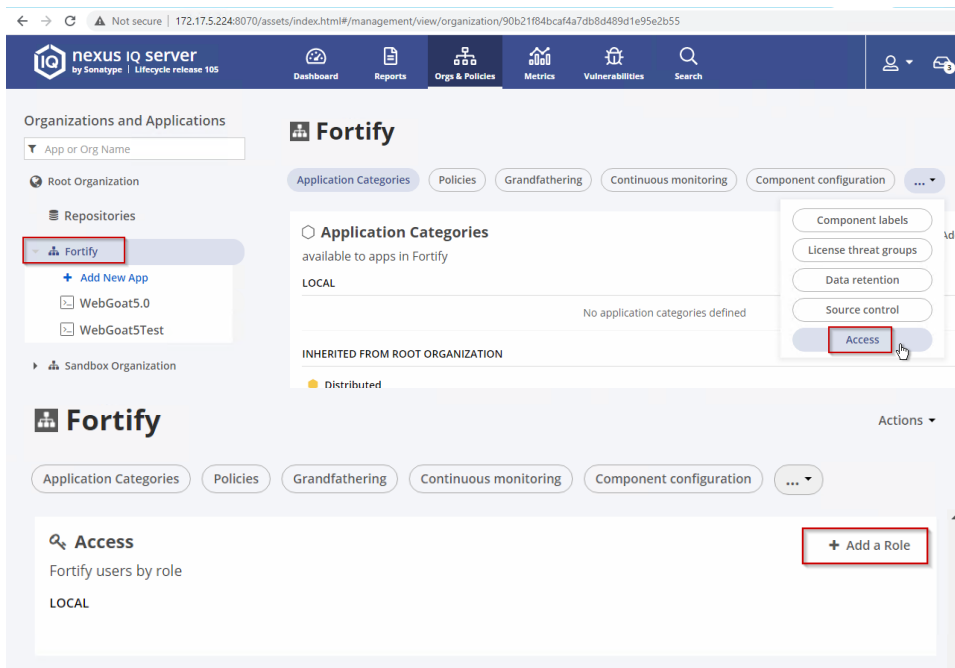 Not secure | 172.17.5.224:8070/assets/index.html#/management/view/organization/90b21f84bcaf4a7db8d489d1e95e2b55
IQ nexus IQ server
by Sonatype | Lifecycle release 105
Dashboard Reports Orgs & Policies Metrics Vulnerabilities Search 3
Organizations and Applications
App or Org Name
Root Organization
Repositories
Fortify
+ Add New App
WebGoat5.0
WebGoat5Test
Sandbox Organization
Fortify
Application Categories Policies Grandfathering Continuous monitoring Component configuration ...
Component labels
License threat groups
Data retention
Source control
Access
Application Categories
Ad
available to apps in Fortify
LOCAL
No application categories defined
INHERITED FROM ROOT ORGANIZATION
Distributed
Fortify
Actions
Application Categories Policies Grandfathering Continuous monitoring Component configuration ...
Access
+ Add a Role
Fortify users by role
LOCAL